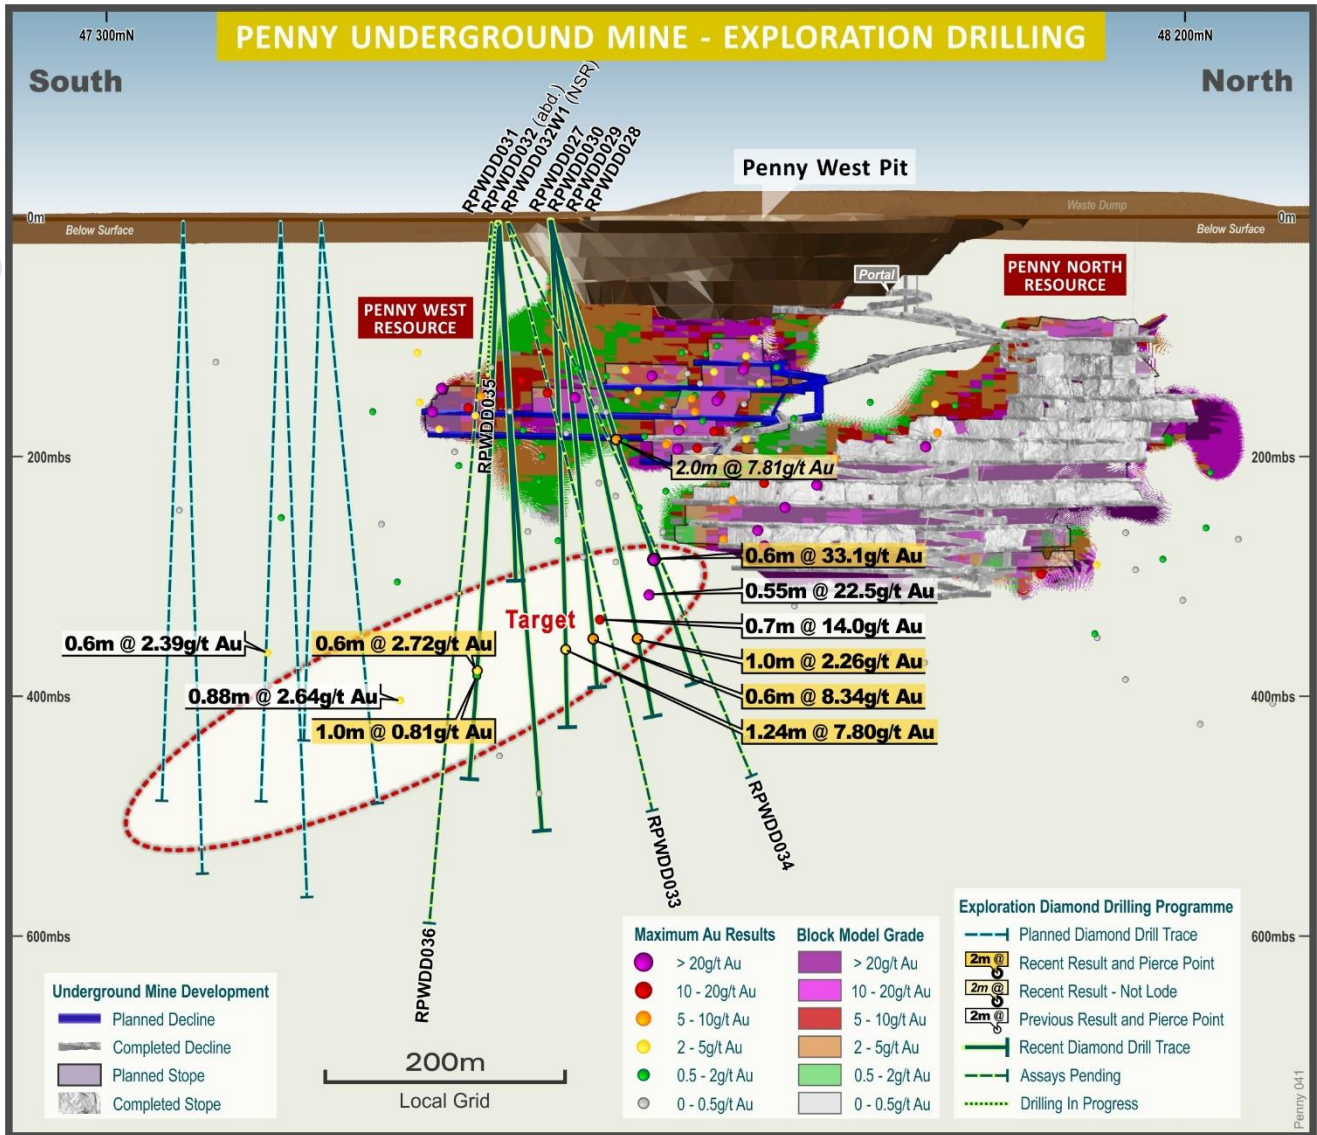 47 300mN
PENNY UNDERGROUND MINE - EXPLORATION DRILLING
48 200mN
South
North
RPWDD031
RPWDD032 (abd.)
RPWDD032W1 (NSR)
RPWDD027
RPWDD030
RPWDD029
RPWDD028
Penny West Pit
Waste Dump
0m
0m
Below Surface
Below Surface
Portal
PENNY WEST
RESOURCE
PENNY NORTH
RESOURCE
RPWDD035
200mbs
200mbs
2.0m @ 7.81g/t Au
0.6m @ 33.1g/t Au
0.55m @ 22.5g/t Au
Target
0.7m @ 14.0g/t Au
0.6m @ 2.39g/t Au
0.6m @ 2.72g/t Au
1.0m @ 2.26g/t Au
0.88m @ 2.64g/t Au
0.6m @ 8.34g/t Au
400mbs
400mbs
1.0m @ 0.81g/t Au
1.24m @ 7.80g/t Au
RPWDD034
RPWDD033
RPWDD036
600mbs
600mbs
Underground Mine Development
Planned Decline
Completed Decline
Planned Stope
Completed Stope
200m
Local Grid
Maximum Au Results
> 20g/t Au
10 - 20g/t Au
5 - 10g/t Au
2 - 5g/t Au
0.5 - 2g/t Au
0 - 0.5g/t Au
Block Model Grade
> 20g/t Au
10 - 20g/t Au
5 - 10g/t Au
2 - 5g/t Au
0.5 - 2g/t Au
0 - 0.5g/t Au
Exploration Diamond Drilling Programme
Planned Diamond Drill Trace
2m @ Recent Result and Pierce Point
2m @ Recent Result - Not Lode
2m @ Previous Result and Pierce Point
Recent Diamond Drill Trace
Assays Pending
Drilling In Progress
Penny 041